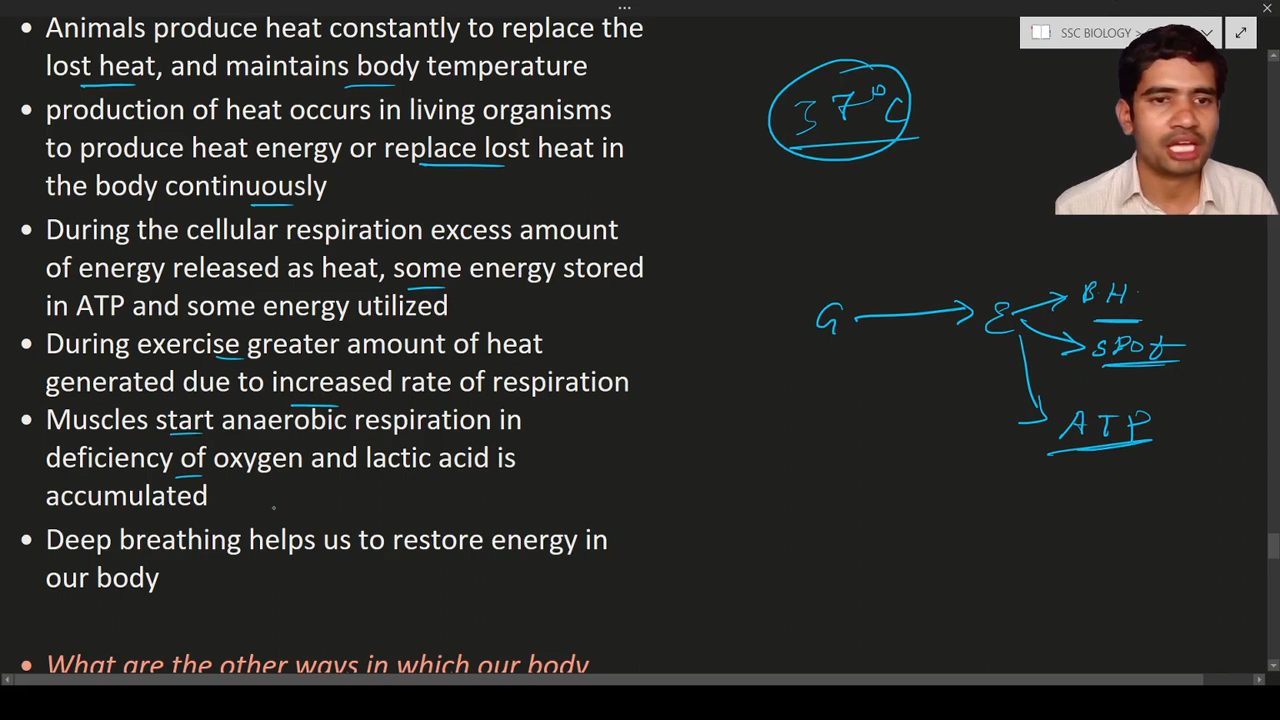 • Animals produce heat constantly to replace the
lost heat, and maintains body temperature
• production of heat occurs in living organisms
to produce heat energy or replace lost heat in
the body continuously
• During the cellular respiration excess amount
of energy released as heat, some energy stored
in ATP and some energy utilized
• During exercise greater amount of heat
generated due to increased rate of respiration
• Muscles start anaerobic respiration in
deficiency of oxygen and lactic acid is
accumulated
• Deep breathing helps us to restore energy in
our body
• What are the other ways in which our body
SSC BIOLOGY >
37°C
G
E
B.H.
ATP